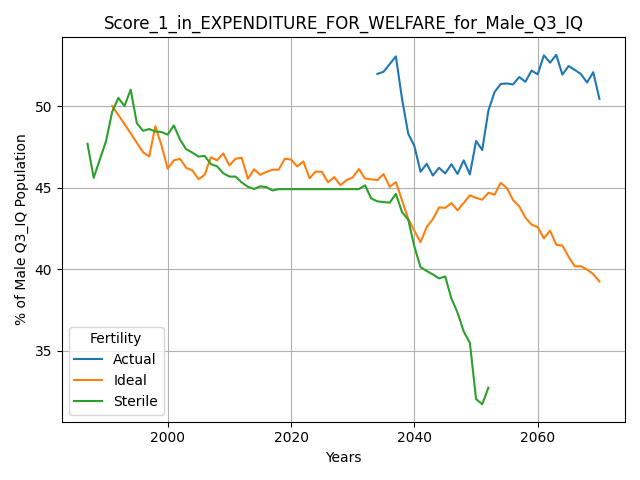 Score_1_in_EXPENDITURE_FOR_WELFARE_for_Male_Q3_IQ
% of Male Q3_IQ Population
50
45
40
35
Fertility
Actual
Ideal
Sterile
2000 2020 2040 2060
Years